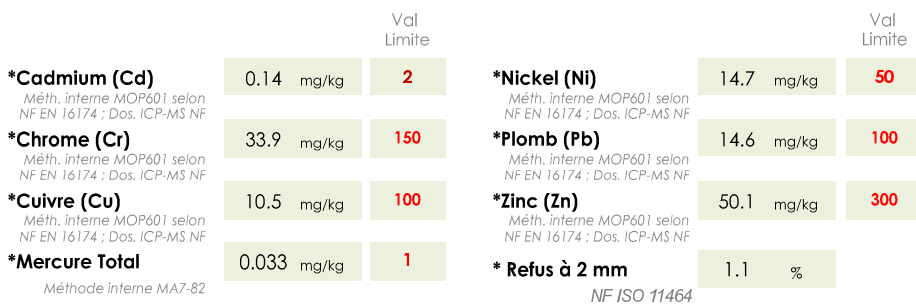 Val
Limite
*Cadmium (Cd) 0.14 mg/kg 2
Méth. interne MOP601 selon
NF EN 16174 ; Dos. ICP-MS NF
*Chrome (Cr) 33.9 mg/kg 150
Méth. interne MOP601 selon
NF EN 16174 ; Dos. ICP-MS NF
*Cuivre (Cu) 10.5 mg/kg 100
Méth. interne MOP601 selon
NF EN 16174 ; Dos. ICP-MS NF
*Mercure Total 0.033 mg/kg 1
Méthode interne MA7-82
Val
Limite
*Nickel (Ni) 14.7 mg/kg 50
Méth. interne MOP601 selon
NF EN 16174 ; Dos. ICP-MS NF
*Plomb (Pb) 14.6 mg/kg 100
Méth. interne MOP601 selon
NF EN 16174 ; Dos. ICP-MS NF
*Zinc (Zn) 50.1 mg/kg 300
Méth. interne MOP601 selon
NF EN 16174 ; Dos. ICP-MS NF
* Refus à 2 mm 1.1 %
NF ISO 11464